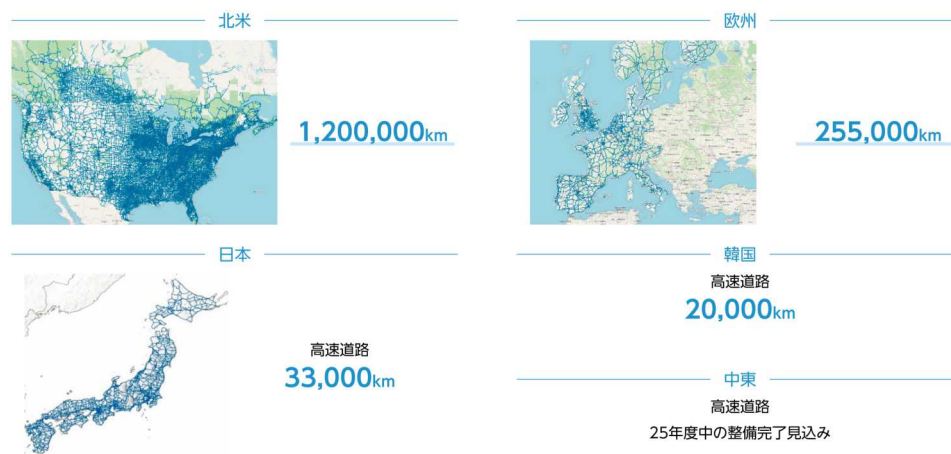 北米
1,200,000km
欧州
255,000km
日本
高速道路
33,000km
韓国
高速道路
20,000km
中東
高速道路
25年度中の整備完了見込み